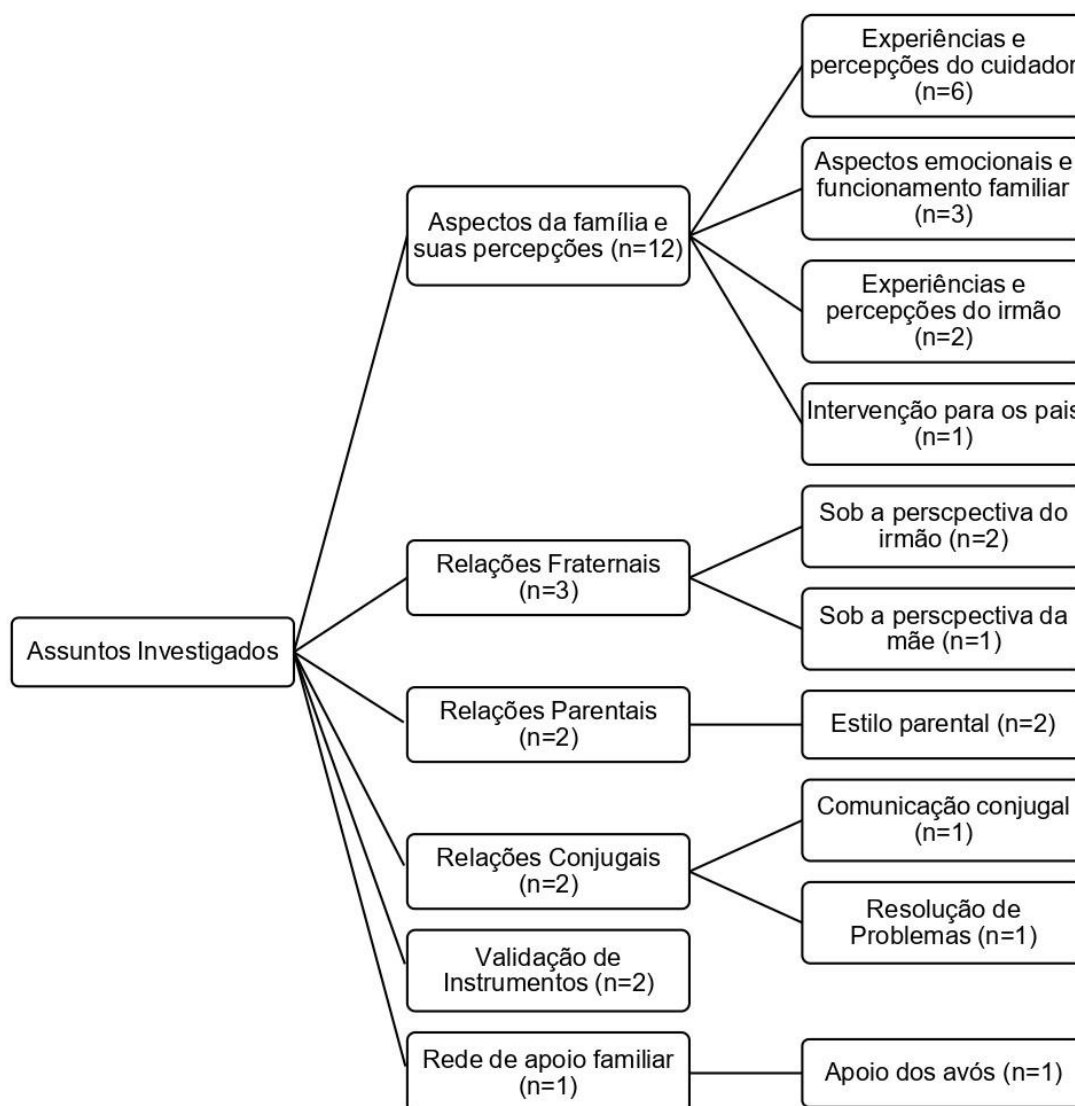 Assuntos Investigados
Aspectos da família e
suas percepções (n=12)
Experiências e
percepções do cuidador
(n=6)
Aspectos emocionais e
funcionamento familiar
(n=3)
Experiências e
percepções do irmão
(n=2)
Intervenção para os pais
(n=1)
Relações Fraternais
(n=3)
Sob a perscpectiva do
irmão (n=2)
Sob a perscpectiva da
mãe (n=1)
Relações Parentais
(n=2)
Estilo parental (n=2)
Relações Conjugais
(n=2)
Comunicação conjugal
(n=1)
Resolução de
Problemas (n=1)
Validação de
Instrumentos (n=2)
Rede de apoio familiar
(n=1)
Apoio dos avós (n=1)